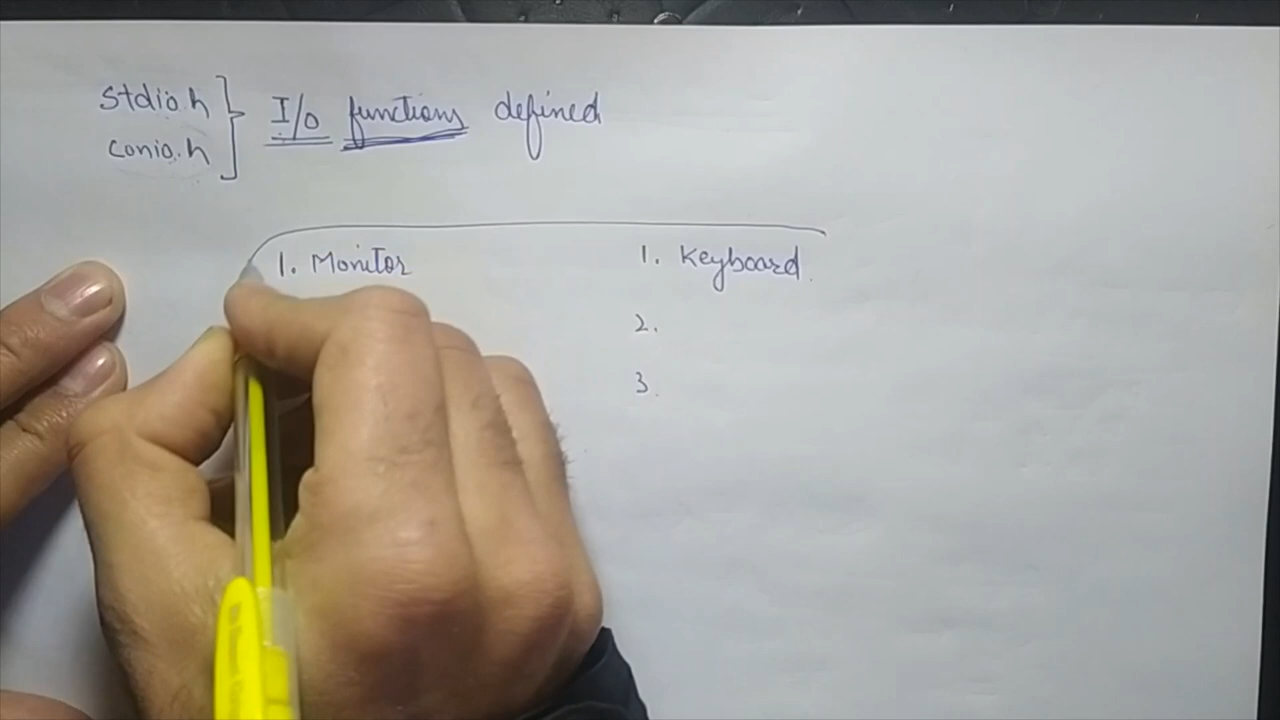 stdio.h } I/O functions defined
conio.h
1. Monitor 1. Keyboard.
2.
3.